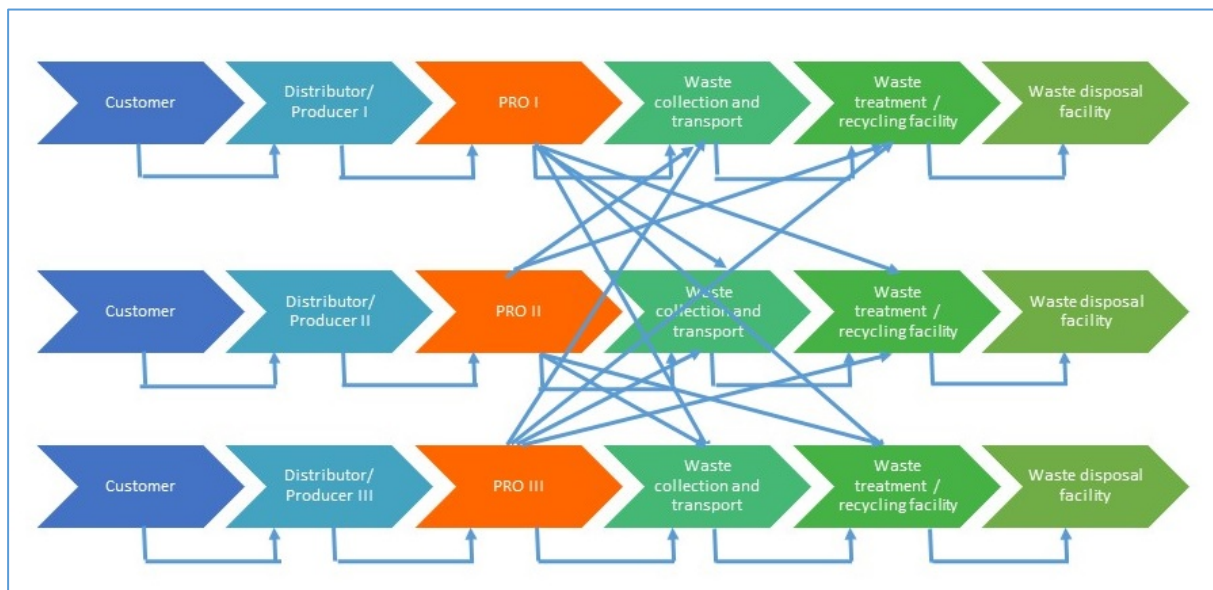 Customer
Distributor/
Producer I
PRO I
Waste
collection and
transport
Waste
treatment /
recycling facility
Waste disposal
facility
Customer
Distributor/
Producer II
PRO II
Waste
collection and
transport
Waste
treatment /
recycling facility
Waste disposal
facility
Customer
Distributor/
Producer III
PRO III
Waste
collection and
transport
Waste
treatment /
recycling facility
Waste disposal
facility